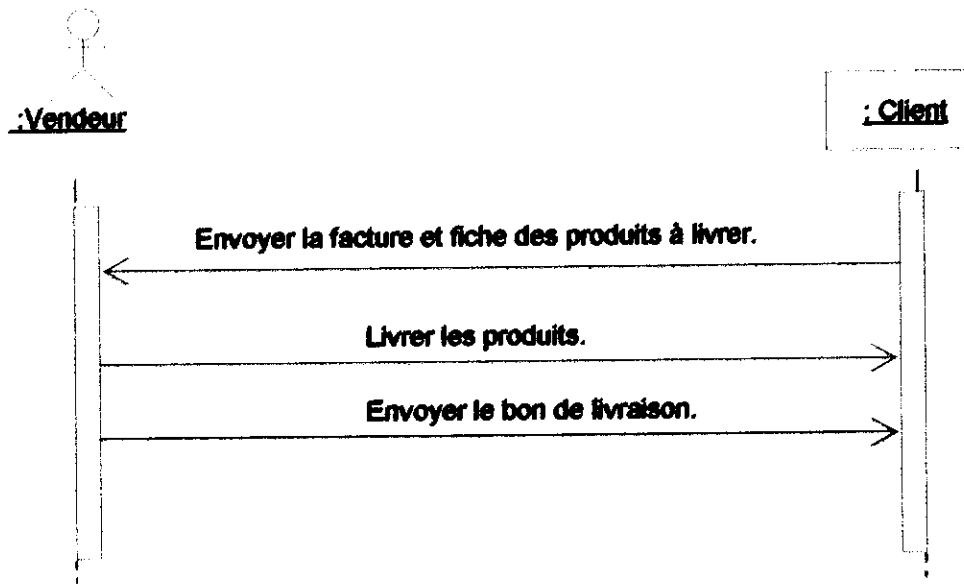 :Vendeur
: Client
Envoyer la facture et fiche des produits à livrer.
Livrer les produits.
Envoyer le bon de livraison.